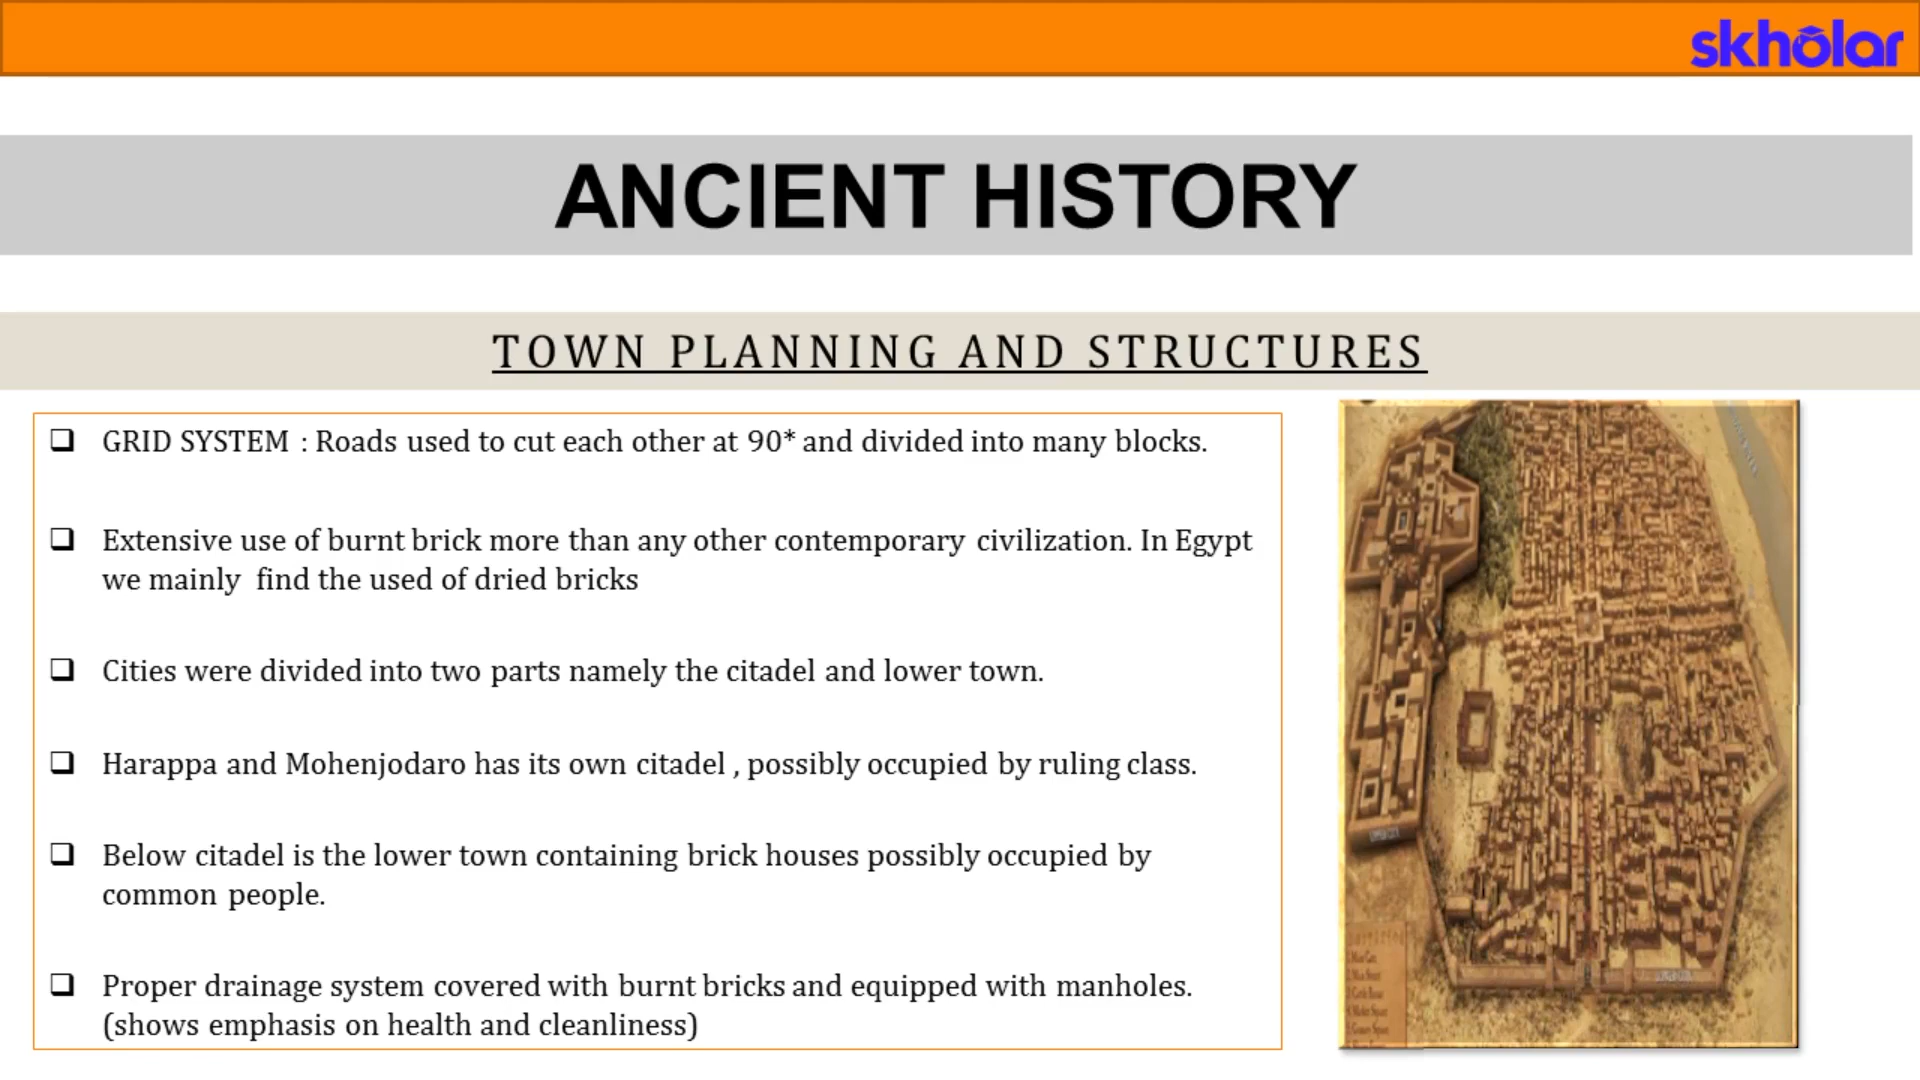 skholar
ANCIENT HISTORY
TOWN PLANNING AND STRUCTURES
GRID SYSTEM : Roads used to cut each other at 90* and divided into many blocks.
Extensive use of burnt brick more than any other contemporary civilization. In Egypt
we mainly find the used of dried bricks
Cities were divided into two parts namely the citadel and lower town.
Harappa and Mohenjodaro has its own citadel , possibly occupied by ruling class.
Below citadel is the lower town containing brick houses possibly occupied by
common people.
Proper drainage system covered with burnt bricks and equipped with manholes.
(shows emphasis on health and cleanliness)